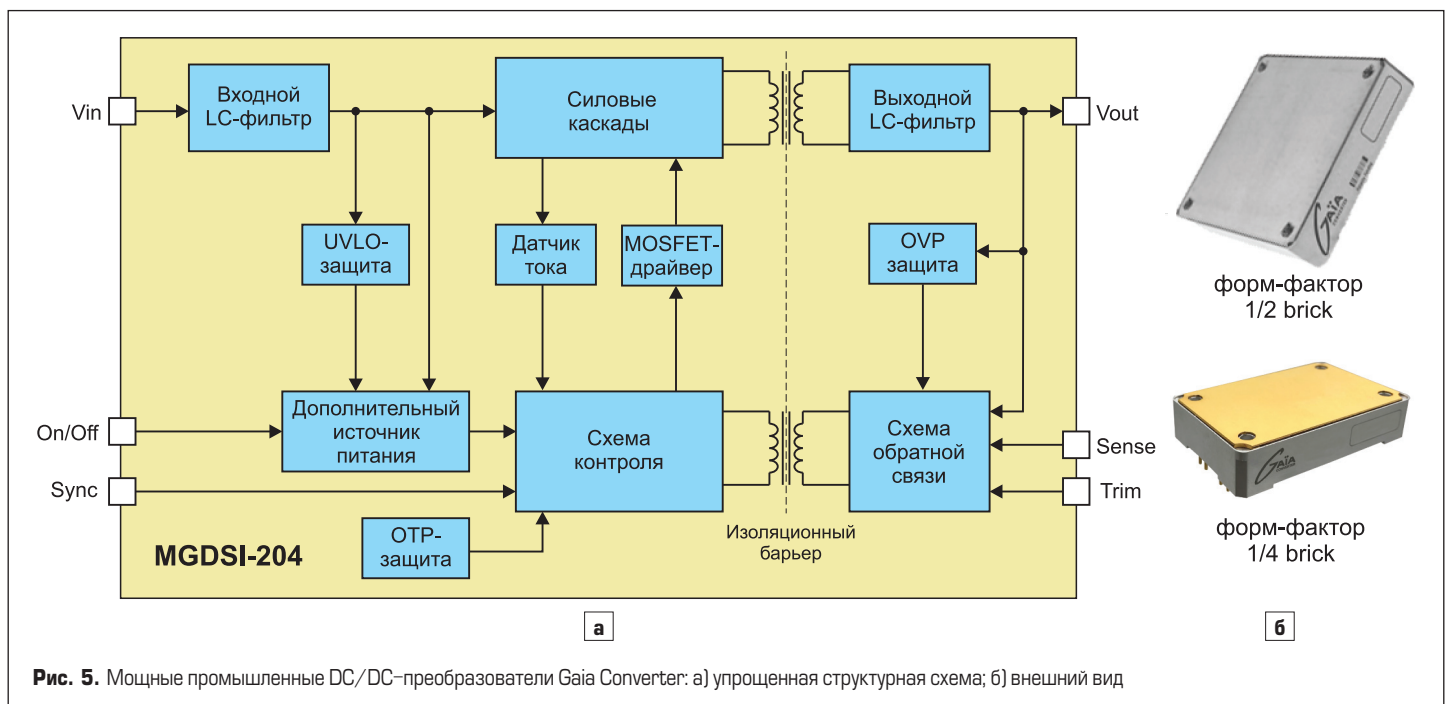 Vin
Входной
LC-фильтр
Силовые
каскады
Выходной
LC-фильтр
Vout
UVLO-
защита
Датчик
тока
MOSFET-
драйвер
OVP
защита
On/Off
Дополнительный
источник
питания
Схема
контроля
Схема
обратной
связи
Sense
Sync
Trim
OTP-
защита
Изоляционный
барьер
MGDSI-204
а
GAÏA
форм-фактор
1/2 brick
GAÏA
форм-фактор
1/4 brick
б
Рис. 5. Мощные промышленные DC/DC-преобразователи Gaia Converter: а) упрощенная структурная схема; б) внешний вид